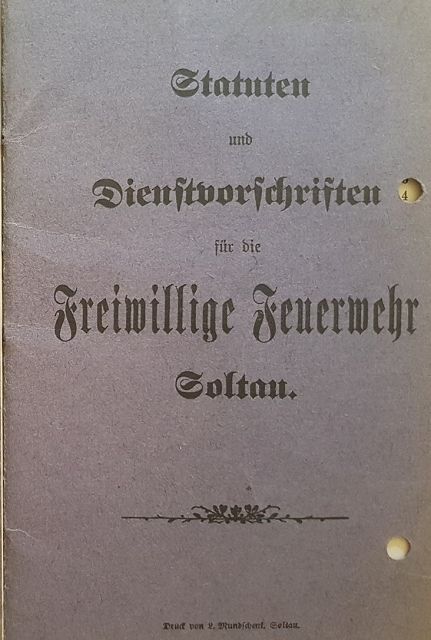 Statuten
und
Dienstvorschriften
4
für die
Freiwillige Feuerwehr
Soltau.
Druck von L. Mundschenk, Soltau.